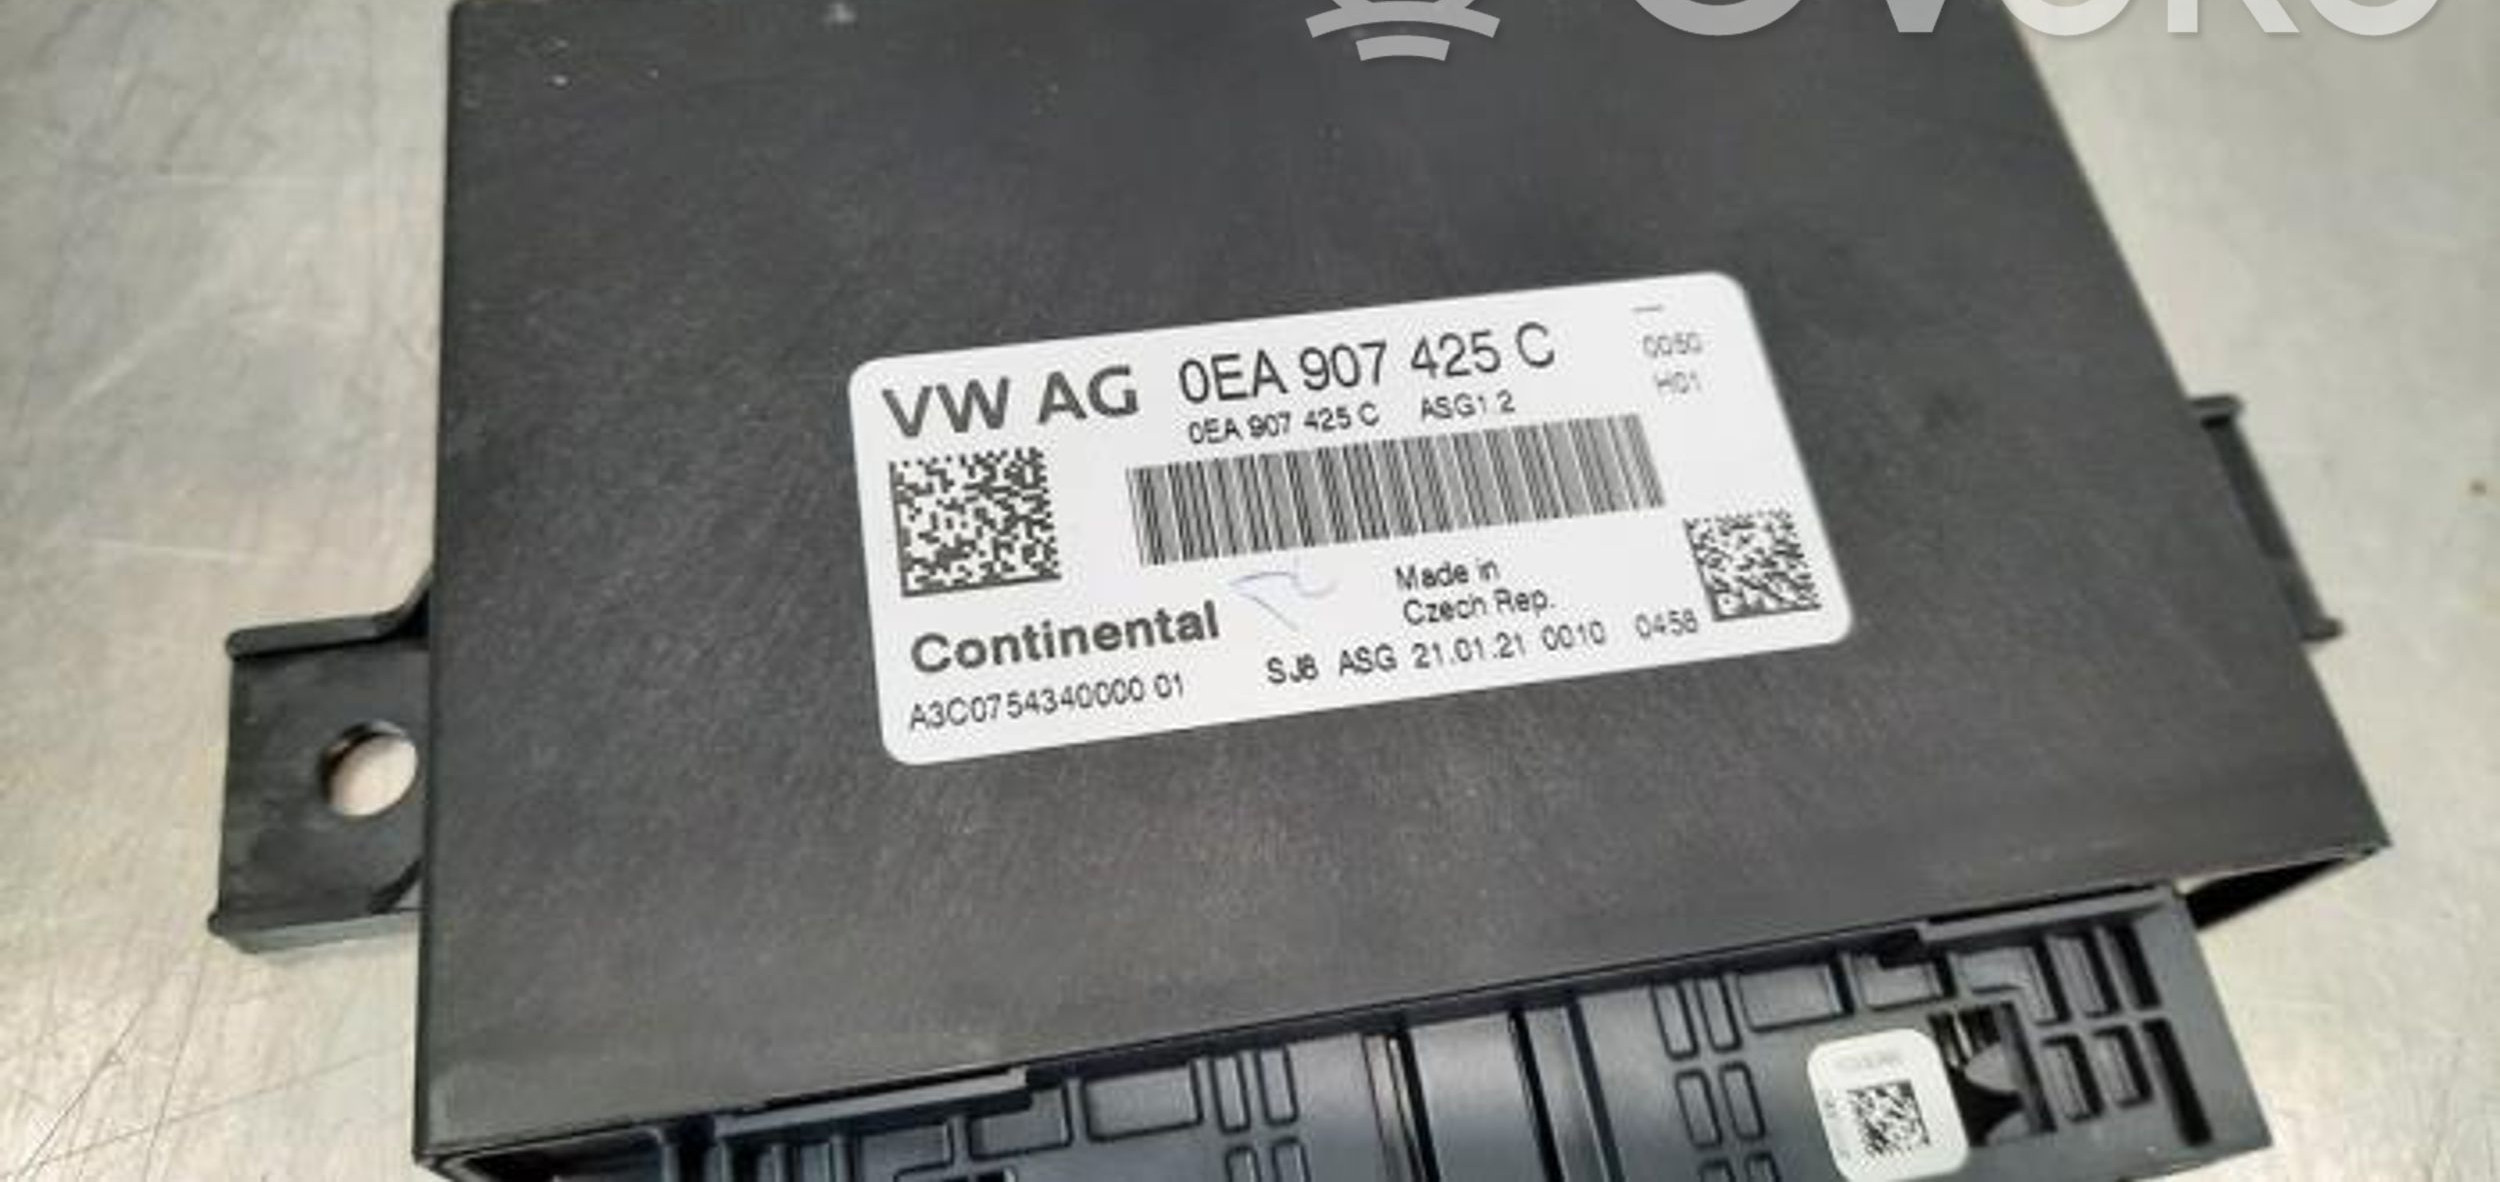 VW AG 0EA 907 425 C
0050
H01
0EA 907 425 C ASG1 2
Made in
Czech Rep.
Continental
A3C0754340000 01
SJ8 ASG 21.01.21 0010 0458